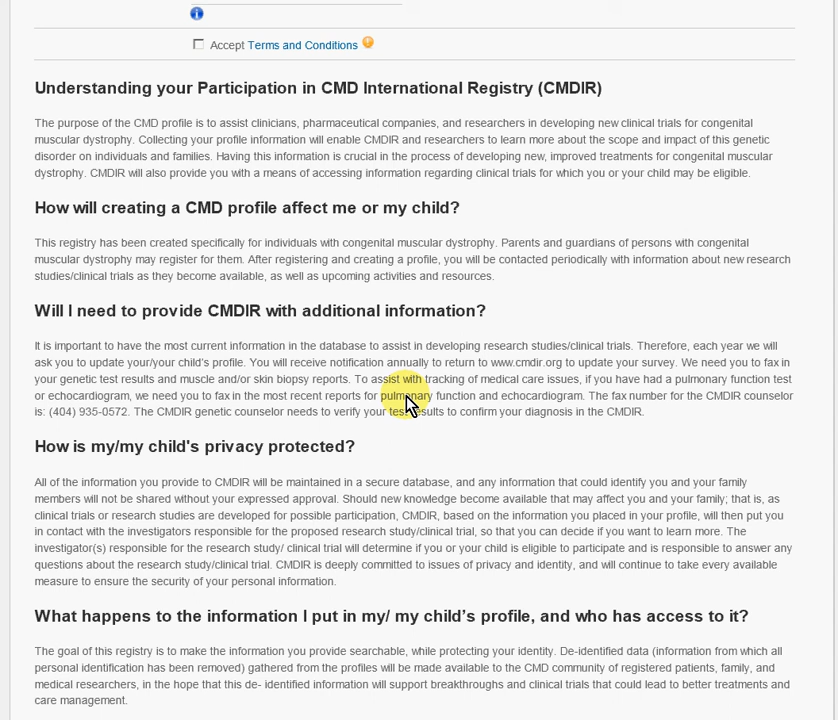 Accept Terms and Conditions
Understanding your Participation in CMD International Registry (CMDIR)
The purpose of the CMD profile is to assist clinicians, pharmaceutical companies, and researchers in developing new clinical trials for congenital
muscular dystrophy. Collecting your profile information will enable CMDIR and researchers to learn more about the scope and impact of this genetic
disorder on individuals and families. Having this information is crucial in the process of developing new, improved treatments for congenital muscular
dystrophy. CMDIR will also provide you with a means of accessing information regarding clinical trials for which you or your child may be eligible.
How will creating a CMD profile affect me or my child?
This registry has been created specifically for individuals with congenital muscular dystrophy. Parents and guardians of persons with congenital
muscular dystrophy may register for them. After registering and creating a profile, you will be contacted periodically with information about new research
studies/clinical trials as they become available, as well as upcoming activities and resources.
Will I need to provide CMDIR with additional information?
It is important to have the most current information in the database to assist in developing research studies/clinical trials. Therefore, each year we will
ask you to update your/your child's profile. You will receive notification annually to return to www.cmdir.org to update your survey. We need you to fax in
your genetic test results and muscle and/or skin biopsy reports. To assist with tracking of medical care issues, if you have had a pulmonary function test
or echocardiogram, we need you to fax in the most recent reports for pulmonary function and echocardiogram. The fax number for the CMDIR counselor
is: (404) 935-0572. The CMDIR genetic counselor needs to verify your test results to confirm your diagnosis in the CMDIR.
How is my/my child's privacy protected?
All of the information you provide to CMDIR will be maintained in a secure database, and any information that could identify you and your family
members will not be shared without your expressed approval. Should new knowledge become available that may affect you and your family; that is, as
clinical trials or research studies are developed for possible participation, CMDIR, based on the information you placed in your profile, will then put you
in contact with the investigators responsible for the proposed research study/clinical trial, so that you can decide if you want to learn more. The
investigator(s) responsible for the research study/ clinical trial will determine if you or your child is eligible to participate and is responsible to answer any
questions about the research study/clinical trial. CMDIR is deeply committed to issues of privacy and identity, and will continue to take every available
measure to ensure the security of your personal information.
What happens to the information I put in my/ my child's profile, and who has access to it?
The goal of this registry is to make the information you provide searchable, while protecting your identity. De-identified data (information from which all
personal identification has been removed) gathered from the profiles will be made available to the CMD community of registered patients, family, and
medical researchers, in the hope that this de- identified information will support breakthroughs and clinical trials that could lead to better treatments and
care management.